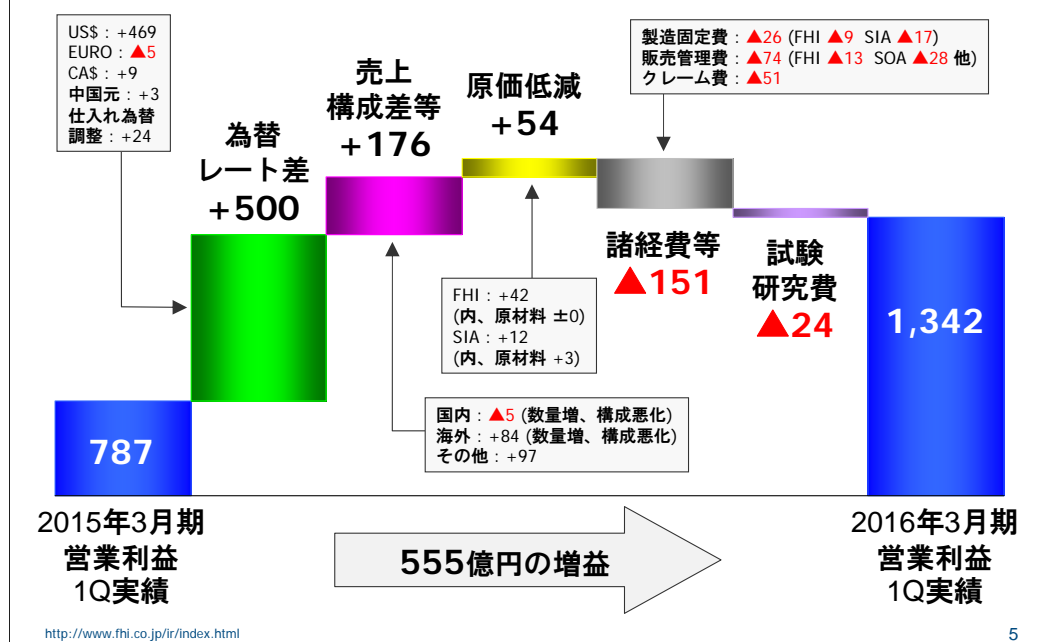 US$ : +469
EURO : ▲5
CA$ : +9
中国元 : +3
仕入れ為替
調整 : +24
為替
レート差
+500
売上
構成差等
+176
原価低減
+54
製造固定費 : ▲26 (FHI ▲9 SIA ▲17)
販売管理費 : ▲74 (FHI ▲13 SOA ▲28 他)
クレーム費 : ▲51
諸経費等
▲151
試験
研究費
▲24
FHI : +42
(内、原材料 ±0)
SIA : +12
(内、原材料 +3)
国内 : ▲5 (数量増、構成悪化)
海外 : +84 (数量増、構成悪化)
その他 : +97
787
1,342
2015年3月期
営業利益
1Q実績
555億円の増益
2016年3月期
営業利益
1Q実績
http://www.fhi.co.jp/ir/index.html
5